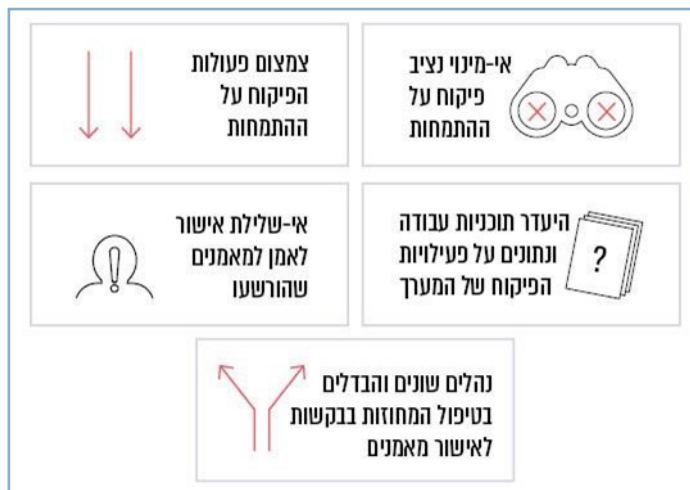 אי-מינוי נציב
פיקוח על
ההתמחות
צמצום פעולות
הפיקוח על
ההתמחות
היעדר תוכניות עבודה
ונתונים על פעילויות
הפיקוח של המערך
?
אי-שלילת אישור
לאמן למאמנים
שהורשעו
!
נהלים שונים והבדלים
בטיפול המחוזות בבקשות
לאישור מאמנים